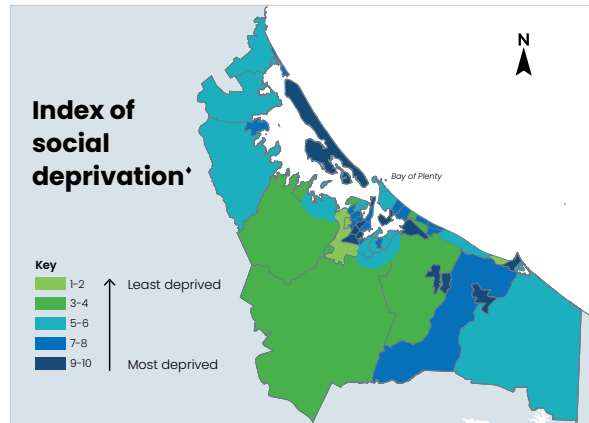 N
Index of
social
deprivation♦
Bay of Plenty
Key
1-2
Least deprived
3-4
5-6
7-8
9-10
Most deprived